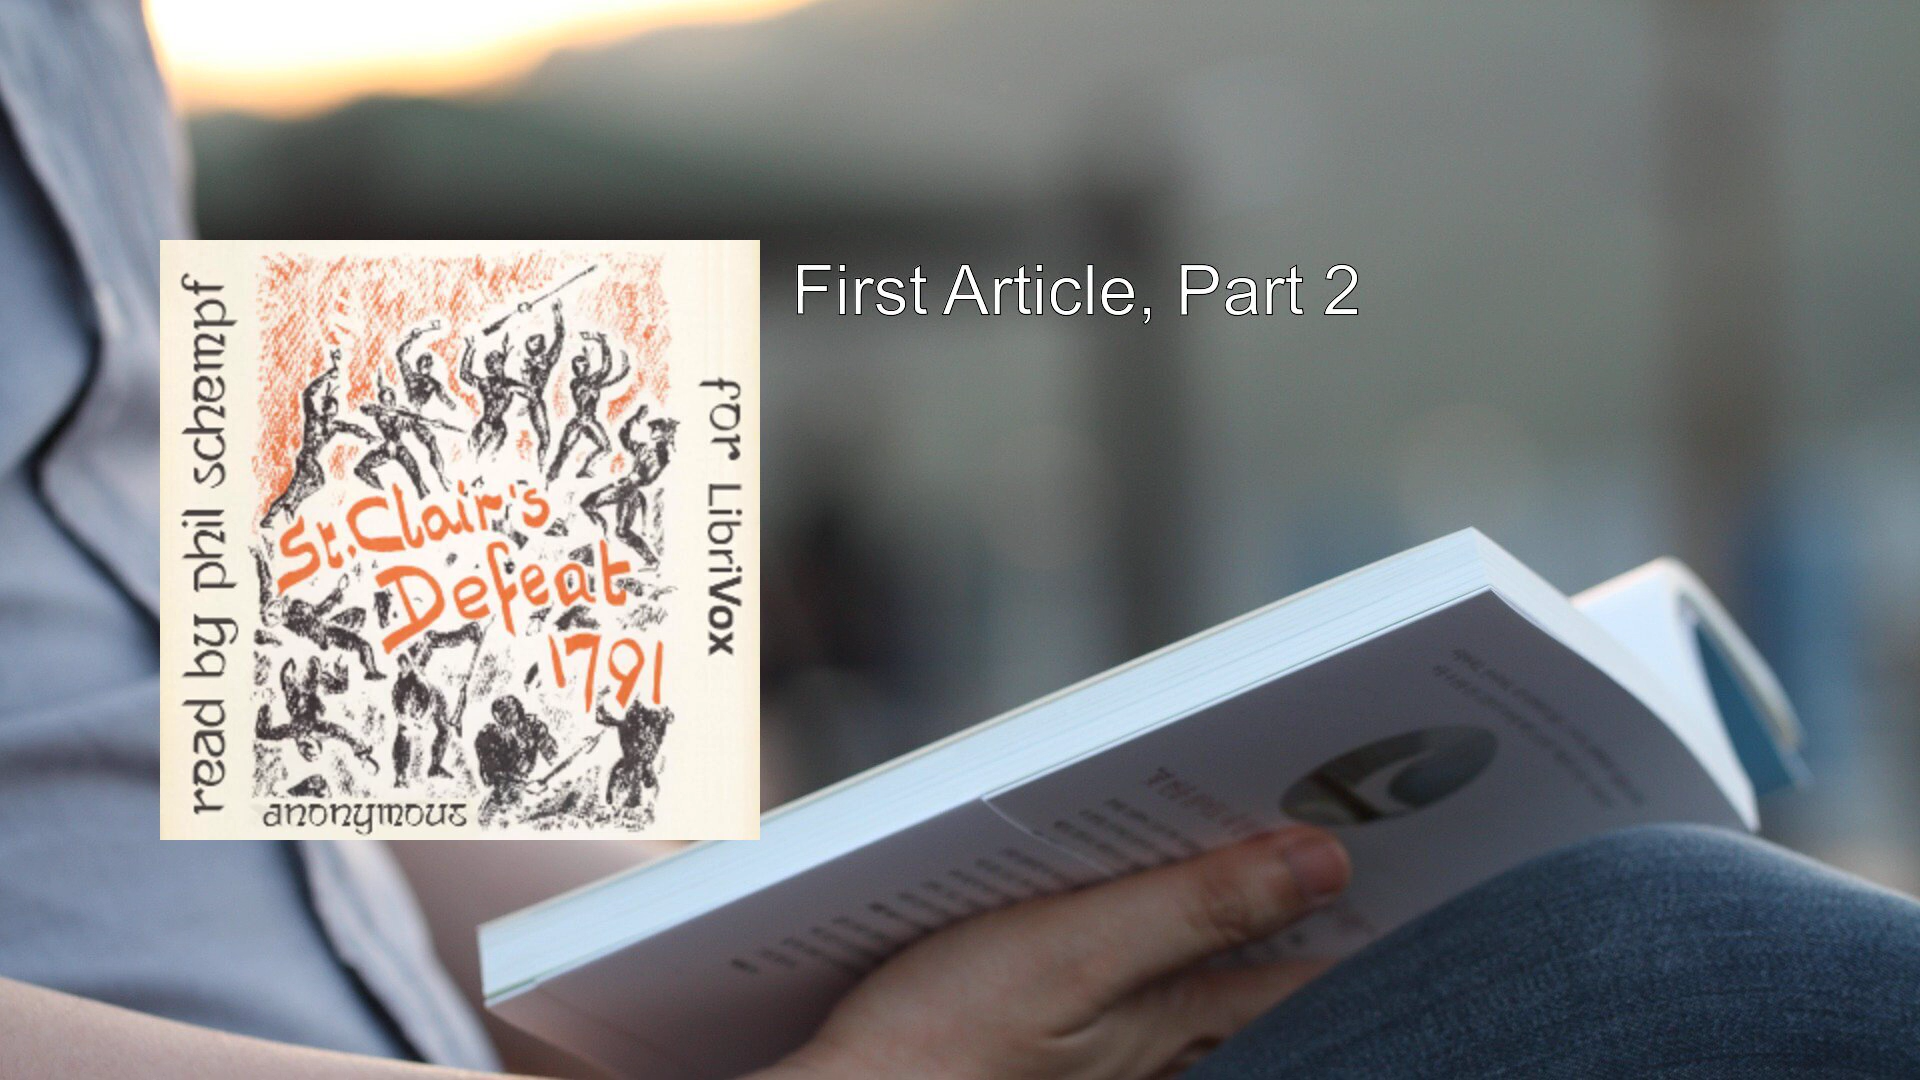 First Article, Part 2
read by phil schempf
St. Clair's
Defeat
1791
anonymous
for LibriVox